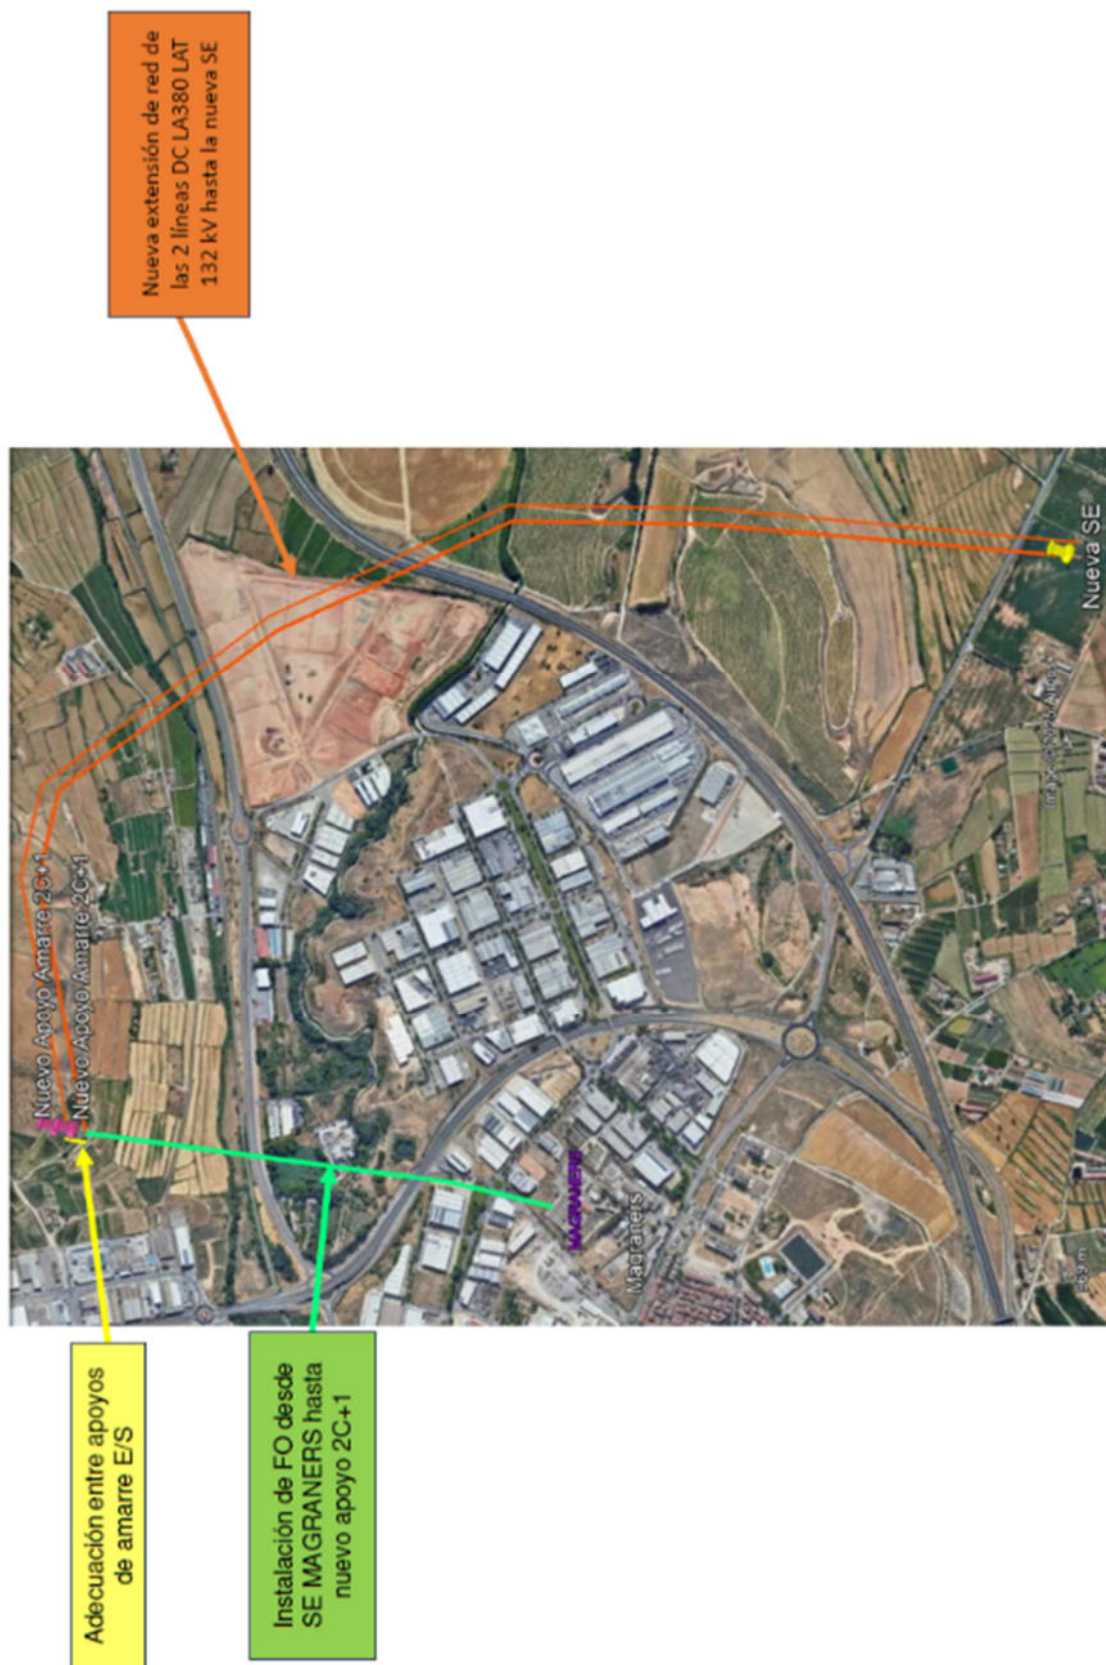 Adecuación entre apoyos
de amarre E/S
Instalación de FO desde
SE MAGRANERS hasta
nuevo apoyo 2C+1
Nueva extensión de red de
las 2 líneas DC LA380 LAT
132 kV hasta la nueva SE
Nuevo Apoyo Amarre 2C+1
Nuevo Apoyo Amarre 2C+1
MAGRANERS
Magraners
Nueva SE